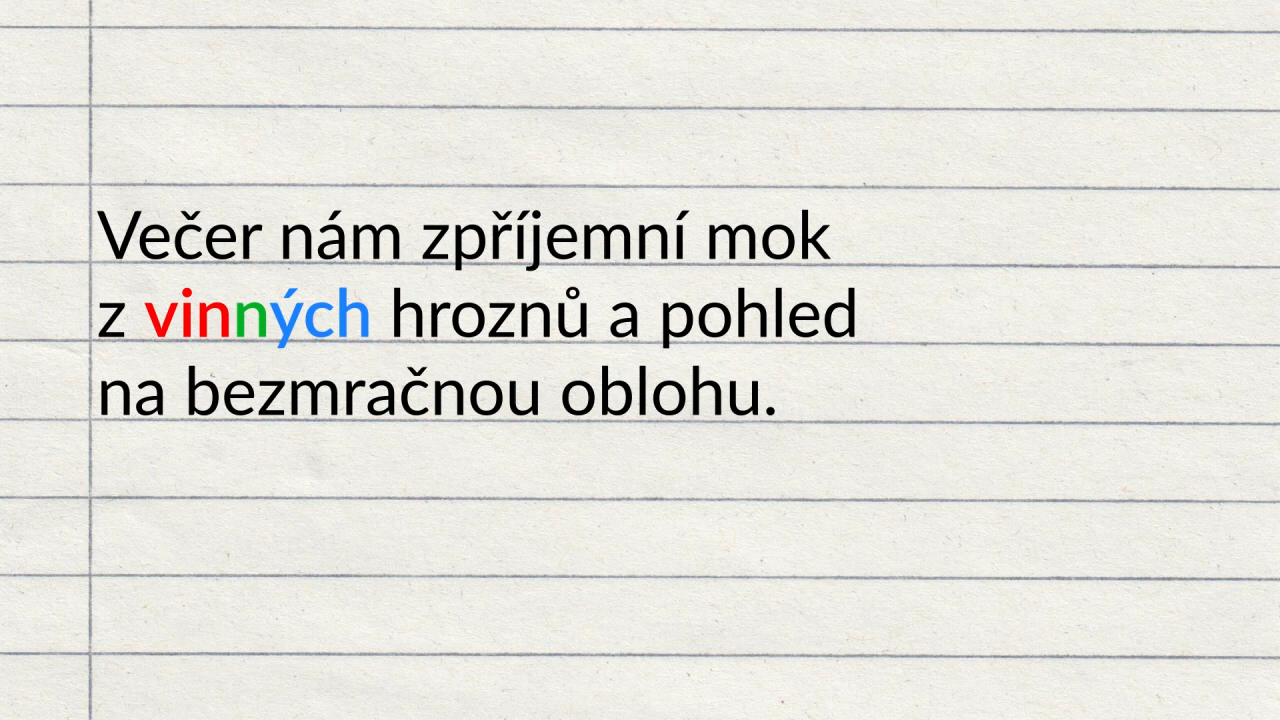 Večer nám zpříjemní mok
z vinných hroznů a pohled
na bezmračnou oblohu.